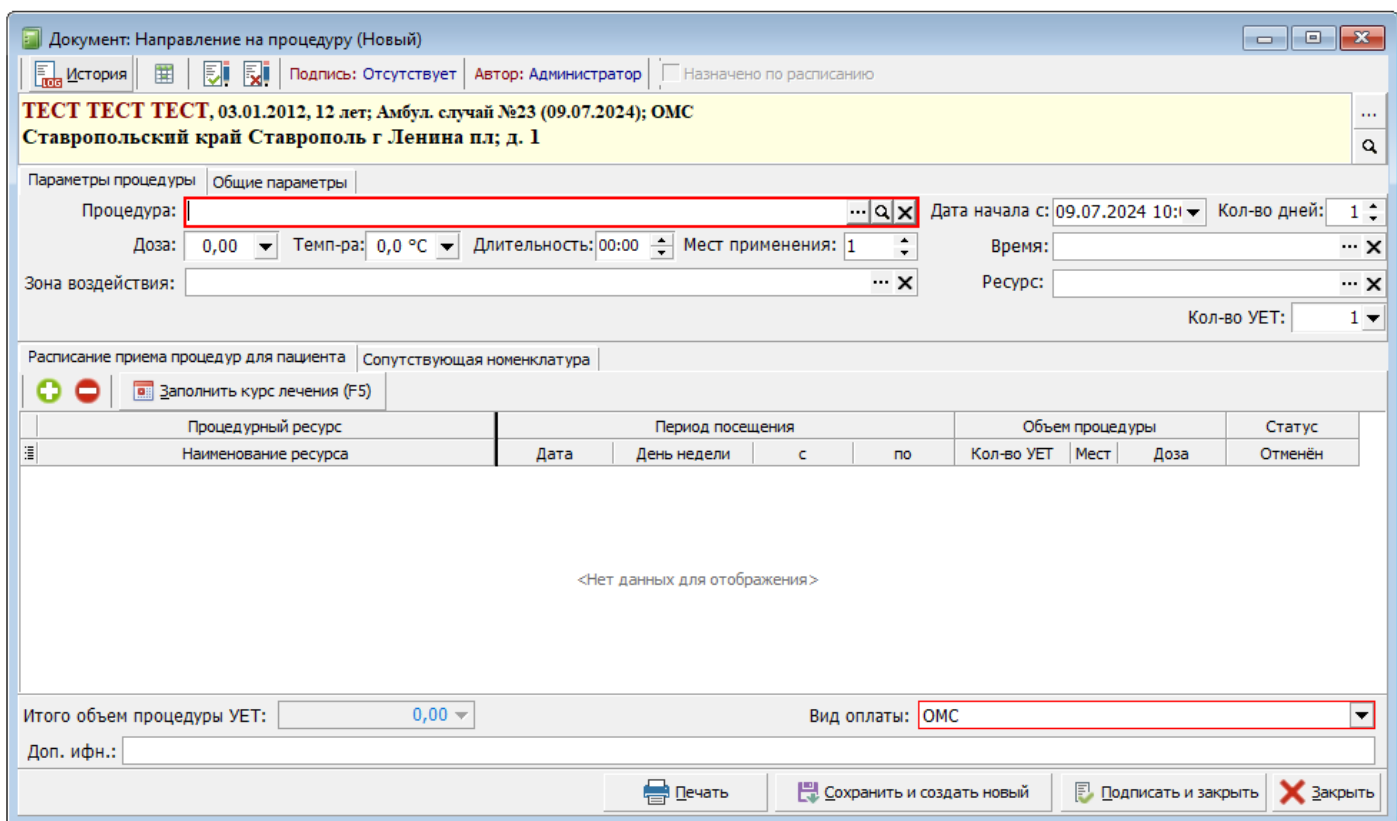 Документ: Направление на процедуру (Новый)
LOG История Подпись: Отсутствует Автор: Администратор Назначено по расписанию
ТЕСТ ТЕСТ ТЕСТ, 03.01.2012, 12 лет; Амбул. случай №23 (09.07.2024); ОМС
Ставропольский край Ставрополь г Ленина пл; д. 1
Параметры процедуры Общие параметры
Процедура: Дата начала с: 09.07.2024 10: Кол-во дней: 1
Доза: 0,00 Темп-ра: 0,0 °C Длительность: 00:00 Мест применения: 1 Время:
Зона воздействия: Ресурс:
Кол-во УЕТ: 1
Расписание приема процедур для пациента Сопутствующая номенклатура
Заполнить курс лечения (F5)
Процедурный ресурс Период посещения Объем процедуры Статус
Наименование ресурса Дата День недели с по Кол-во УЕТ Мест Доза Отменён
<Нет данных для отображения>
Итого объем процедуры УЕТ: 0,00 Вид оплаты: ОМС
Доп. ифн.:
Печать Сохранить и создать новый Подписать и закрыть Закрыть